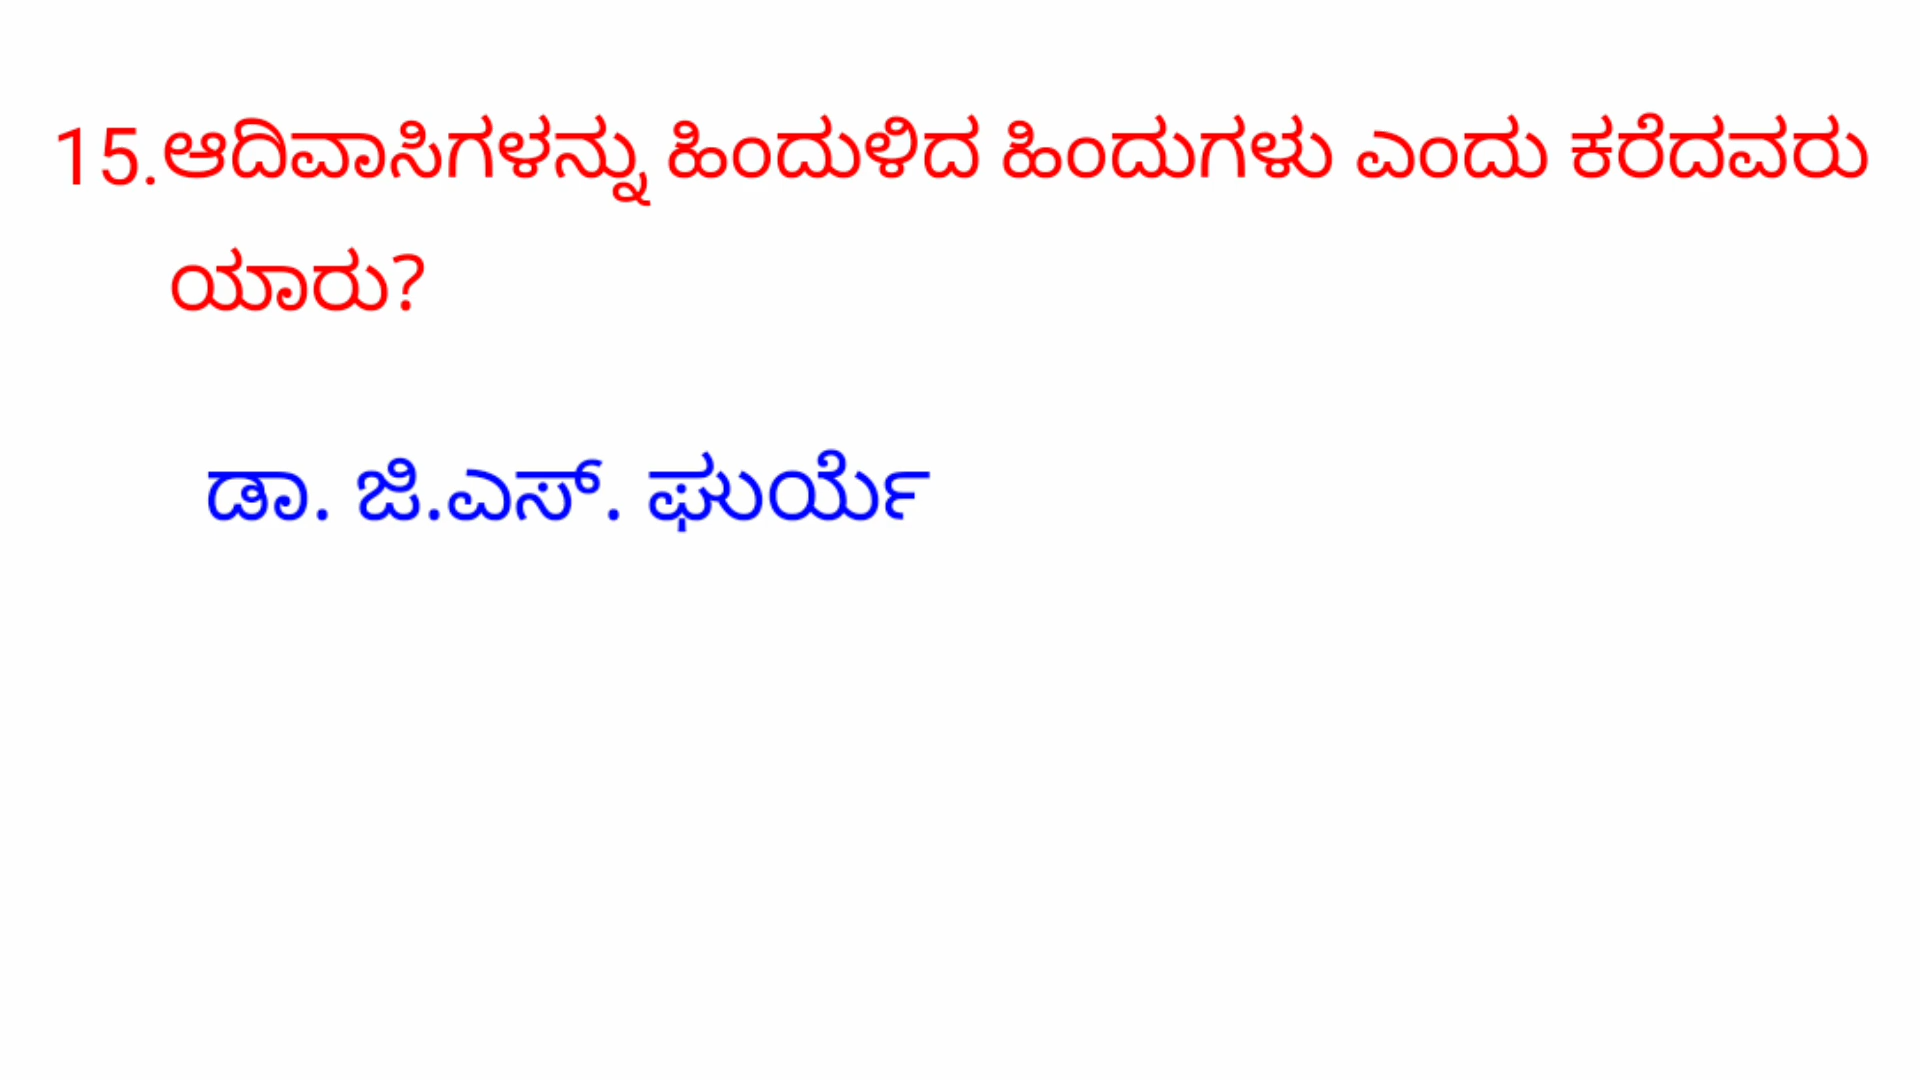 15.ಆದಿವಾಸಿಗಳನ್ನು ಹಿಂದುಳಿದ ಹಿಂದುಗಳು ಎಂದು ಕರೆದವರು
ಯಾರು?
ಡಾ. ಜಿ.ಎಸ್. ಘುರ್ಯೆ